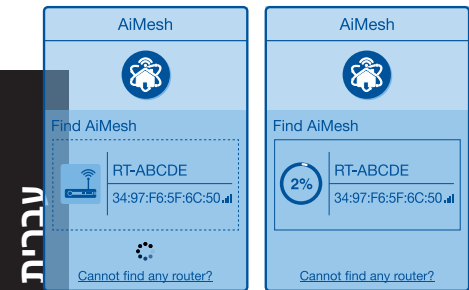 AiMesh
Find AiMesh
RT-ABCDE
34:97:F6:5F:6C:50
Cannot find any router?
AiMesh
Find AiMesh
2%
RT-ABCDE
34:97:F6:5F:6C:50
Cannot find any router?
עברית